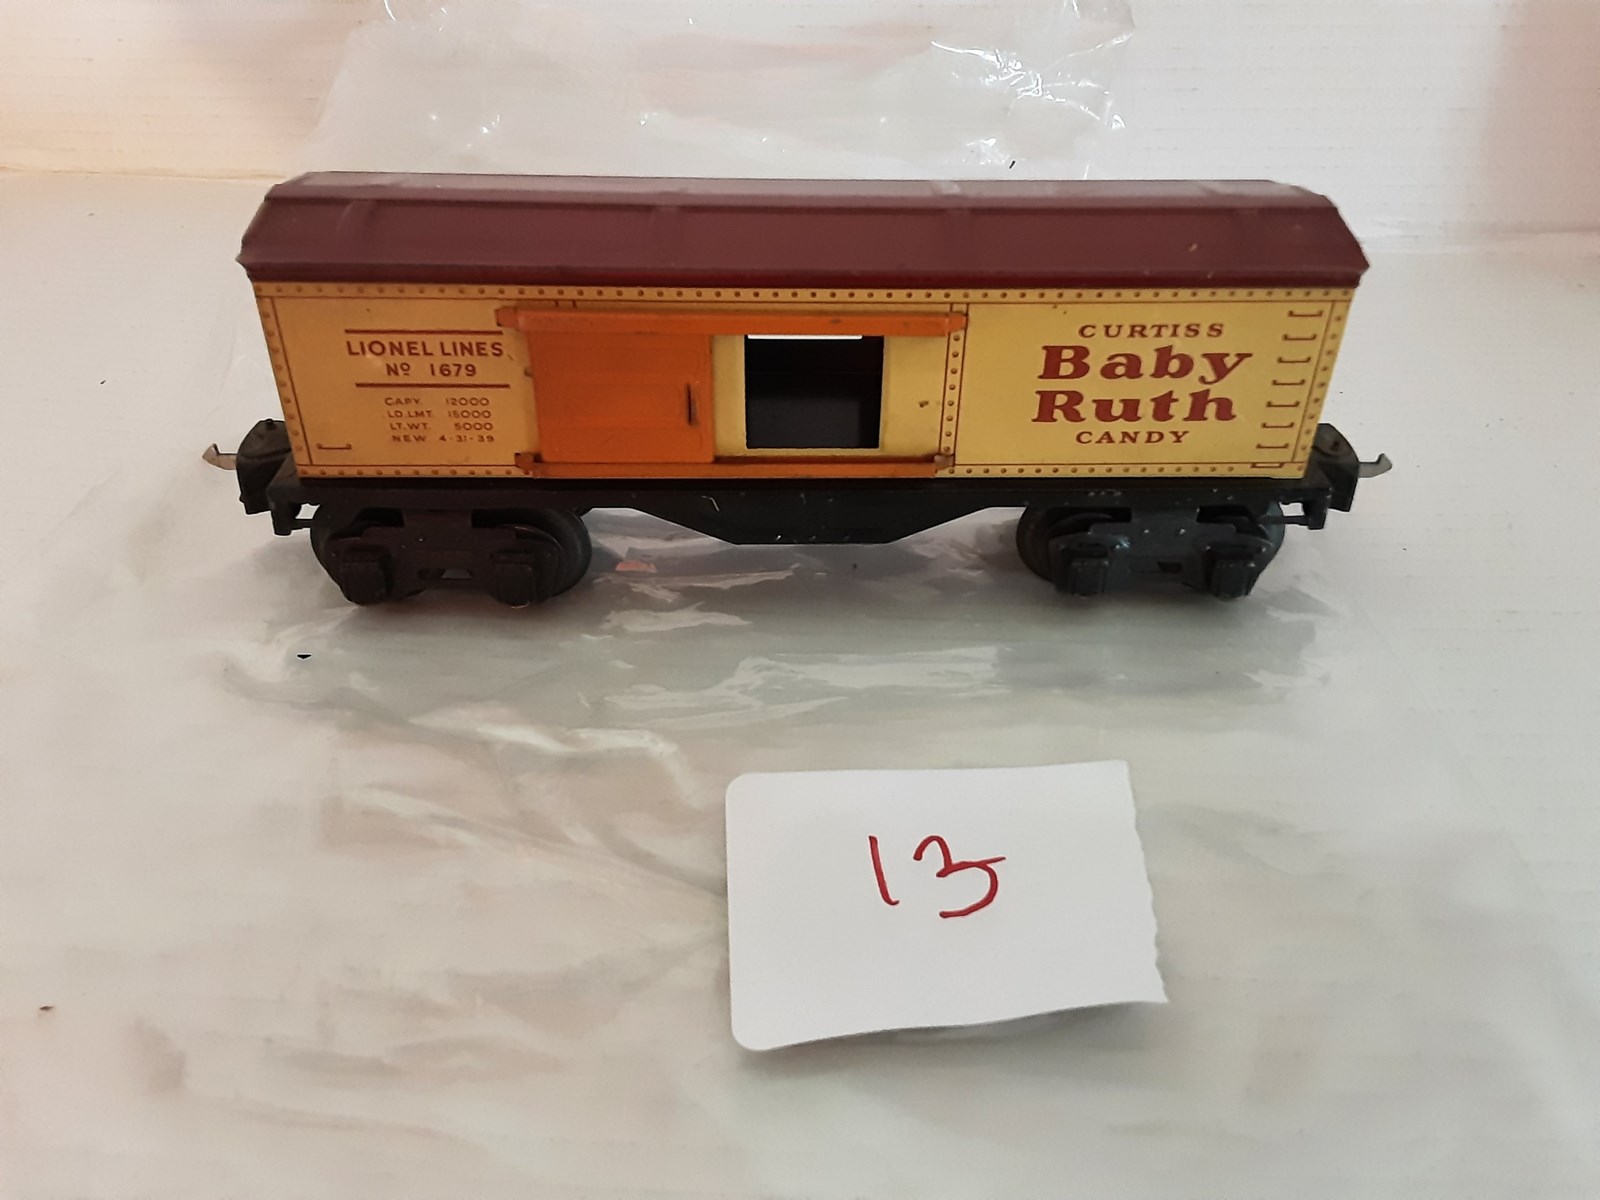 LIONEL LINES
Nº 1679
CAPY. 12000
LD.LMT. 15000
LT.WT. 5000
NEW 4-31-39
CURTISS
Baby
Ruth
CANDY
13